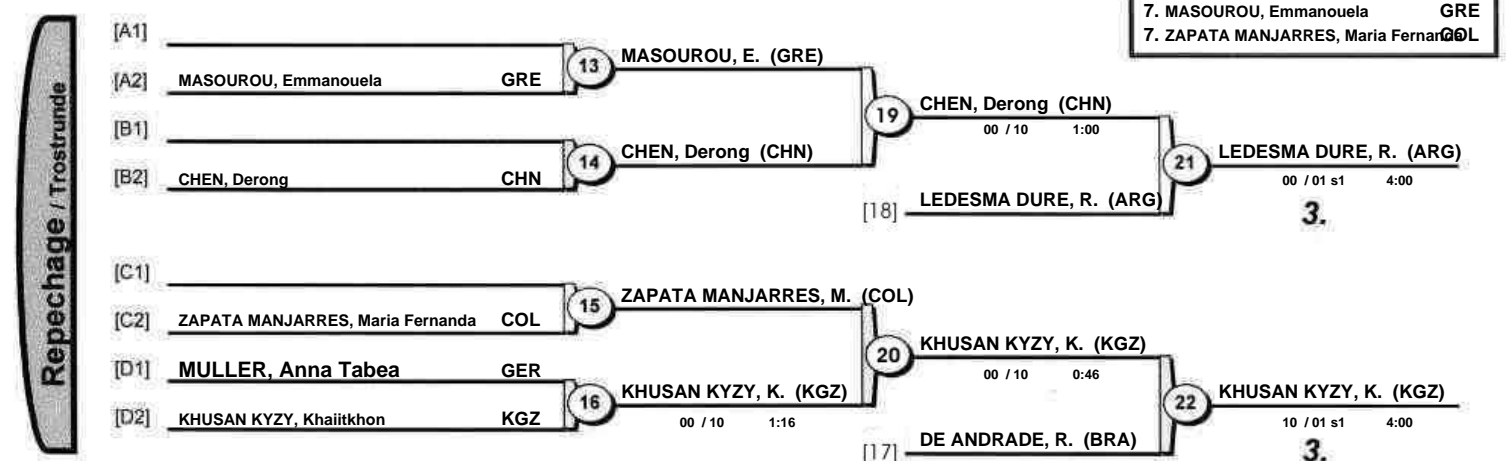 7. MASOUROU, Emmanouela GRE
7. ZAPATA MANJARRES, Maria Fernanda COL
Repechage / Trostrunde
[A1]
[A2] MASOUROU, Emmanouela GRE
13
MASOUROU, E. (GRE)
[B1]
[B2] CHEN, Derong CHN
14
CHEN, Derong (CHN)
19
CHEN, Derong (CHN)
00 / 10 1:00
[18] LEDESMA DURE, R. (ARG)
21
LEDESMA DURE, R. (ARG)
00 / 01 s1 4:00
3.
[C1]
[C2] ZAPATA MANJARRES, Maria Fernanda COL
15
ZAPATA MANJARRES, M. (COL)
[D1] MULLER, Anna Tabea GER
[D2] KHUSAN KYZY, Khaiitkhon KGZ
16
KHUSAN KYZY, K. (KGZ)
00 / 10 1:16
20
KHUSAN KYZY, K. (KGZ)
00 / 10 0:46
[17] DE ANDRADE, R. (BRA)
22
KHUSAN KYZY, K. (KGZ)
10 / 01 s1 4:00
3.